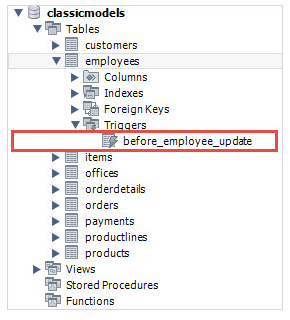 classicmodels
Tables
customers
employees
Columns
Indexes
Foreign Keys
Triggers
before_employee_update
items
offices
orderdetails
orders
payments
productlines
products
Views
Stored Procedures
Functions